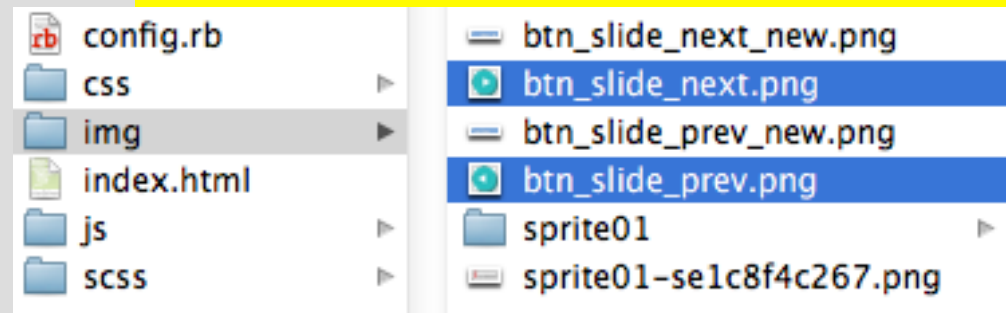 config.rb
css
img
index.html
js
scss
btn_slide_next_new.png
btn_slide_next.png
btn_slide_prev_new.png
btn_slide_prev.png
sprite01
sprite01-se1c8f4c267.png